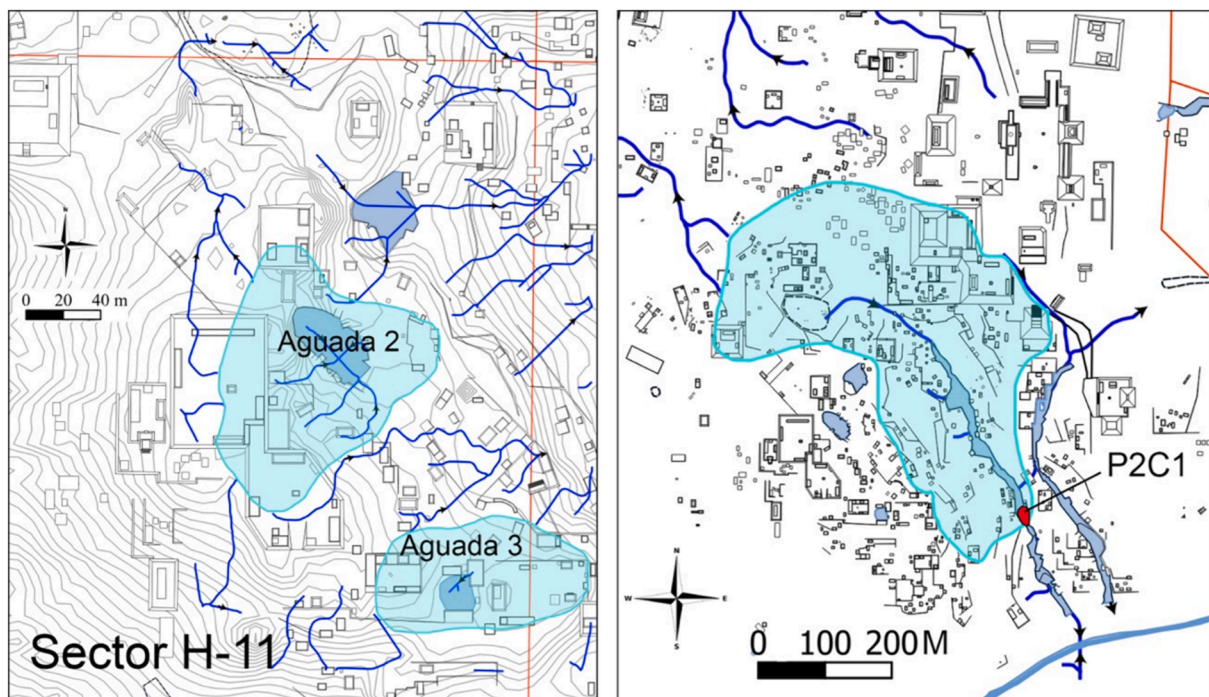 N
0 20 40 m
Aguada 2
Aguada 3
Sector H-11
P2C1
N
W E
S
0 100 200M